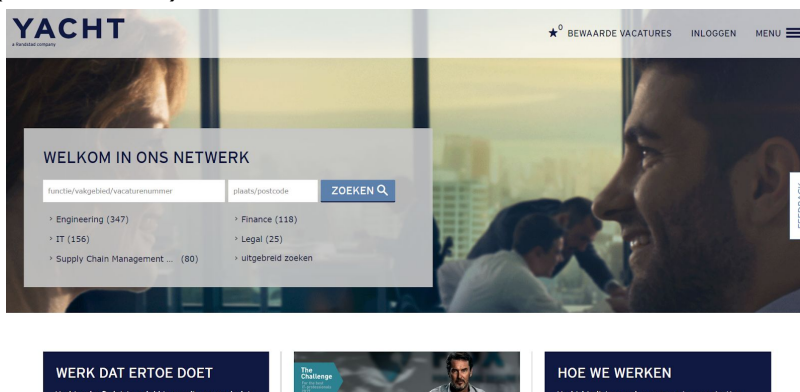 YACHT
a Randstad company
★0 BEWAARDE VACATURES INLOGGEN MENU
WELKOM IN ONS NETWERK
functie/vakgebied/vacaturenummer plaats/postcode ZOEKEN
Engineering (347) Finance (118)
IT (156) Legal (25)
Supply Chain Management ... (80) uitgebreid zoeken
FEEDBACK
WERK DAT ERTOE DOET
The
Challenge
HOE WE WERKEN